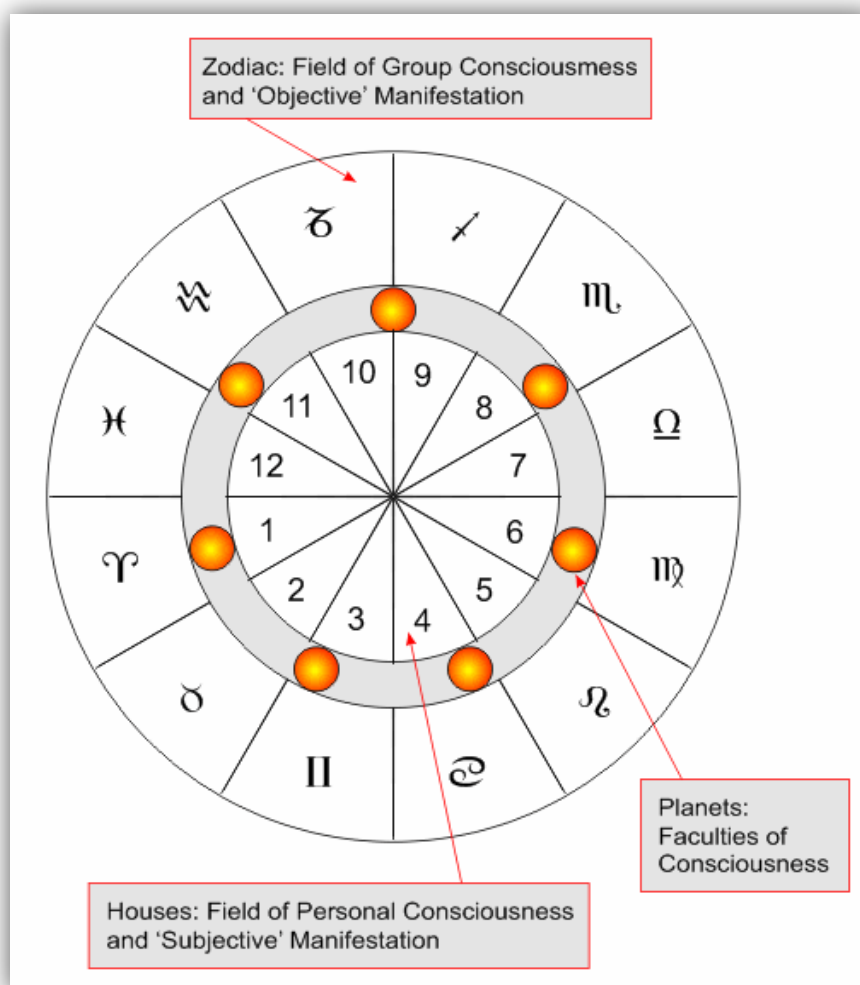 Zodiac: Field of Group Consciousmess
and ‘Objective’ Manifestation
♑ ♐
♒ ♏
10 9
11 8
♓ ♎
12 7
1 6
♈ ♍
2 5
3 4
♉ ♌
♊ ♋
Planets:
Faculties of
Consciousness
Houses: Field of Personal Consciousness
and ‘Subjective’ Manifestation